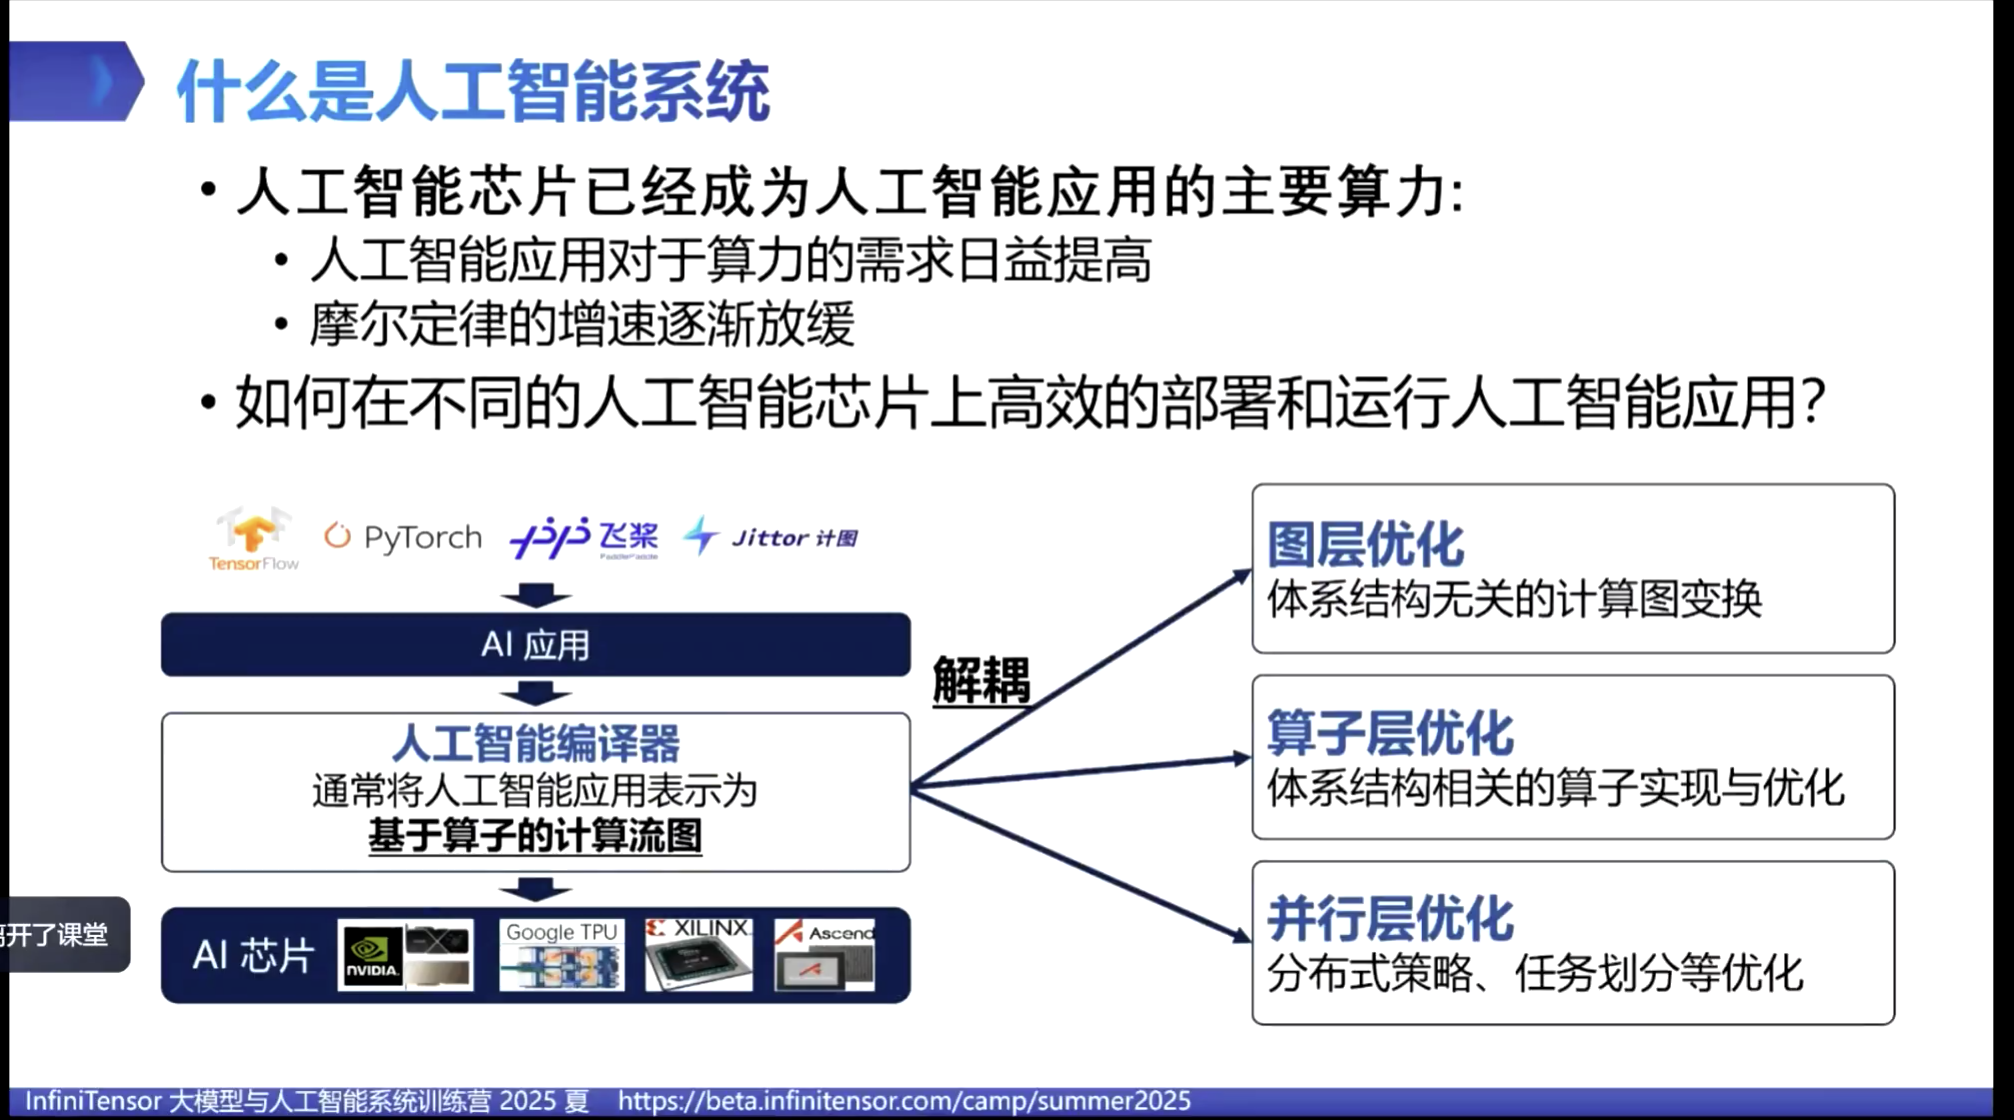 什么是人工智能系统
• 人工智能芯片已经成为人工智能应用的主要算力:
• 人工智能应用对于算力的需求日益提高
• 摩尔定律的增速逐渐放缓
• 如何在不同的人工智能芯片上高效的部署和运行人工智能应用?
TensorFlow
PyTorch
飞桨
PaddlePaddle
Jittor 计图
AI 应用
人工智能编译器
通常将人工智能应用表示为
基于算子的计算流图
AI 芯片
NVIDIA
Google TPU
XILINX
Ascend
解耦
图层优化
体系结构无关的计算图变换
算子层优化
体系结构相关的算子实现与优化
并行层优化
分布式策略、任务划分等优化
开了课堂
InfiniTensor 大模型与人工智能系统训练营 2025 夏 https://beta.infinitensor.com/camp/summer2025